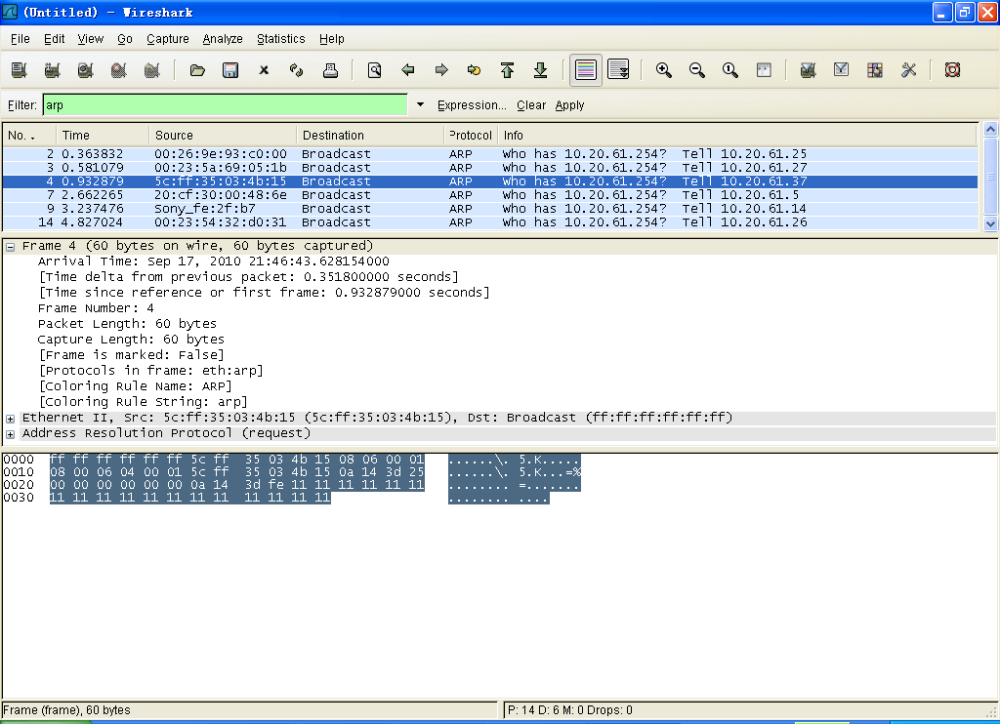 (Untitled) - Wireshark
File Edit View Go Capture Analyze Statistics Help
Filter: arp Expression... Clear Apply
No. . Time Source Destination Protocol Info
2 0.363832 00:26:9e:93:c0:00 Broadcast ARP Who has 10.20.61.254? Tell 10.20.61.25
3 0.581079 00:23:5a:69:05:1b Broadcast ARP Who has 10.20.61.254? Tell 10.20.61.27
4 0.932879 5c:ff:35:03:4b:15 Broadcast ARP Who has 10.20.61.254? Tell 10.20.61.37
7 2.662265 20:cf:30:00:48:6e Broadcast ARP Who has 10.20.61.254? Tell 10.20.61.5
9 3.237476 Sony_fe:2f:b7 Broadcast ARP Who has 10.20.61.254? Tell 10.20.61.14
14 4.827024 00:23:54:32:d0:31 Broadcast ARP Who has 10.20.61.254? Tell 10.20.61.26
Frame 4 (60 bytes on wire, 60 bytes captured)
Arrival Time: Sep 17, 2010 21:46:43.628154000
[Time delta from previous packet: 0.351800000 seconds]
[Time since reference or first frame: 0.932879000 seconds]
Frame Number: 4
Packet Length: 60 bytes
Capture Length: 60 bytes
[Frame is marked: False]
[Protocols in frame: eth:arp]
[Coloring Rule Name: ARP]
[Coloring Rule String: arp]
Ethernet II, Src: 5c:ff:35:03:4b:15 (5c:ff:35:03:4b:15), Dst: Broadcast (ff:ff:ff:ff:ff:ff)
Address Resolution Protocol (request)
0000 ff ff ff ff ff ff 5c ff 35 03 4b 15 08 06 00 01 ......\. 5.K.....
0010 08 00 06 04 00 01 5c ff 35 03 4b 15 0a 14 3d 25 ......\. 5.K...=%
0020 00 00 00 00 00 00 0a 14 3d fe 11 11 11 11 11 11 ........ =.......
0030 11 11 11 11 11 11 11 11 11 11 11 11 ........ ....
Frame (frame), 60 bytes P: 14 D: 6 M: 0 Drops: 0